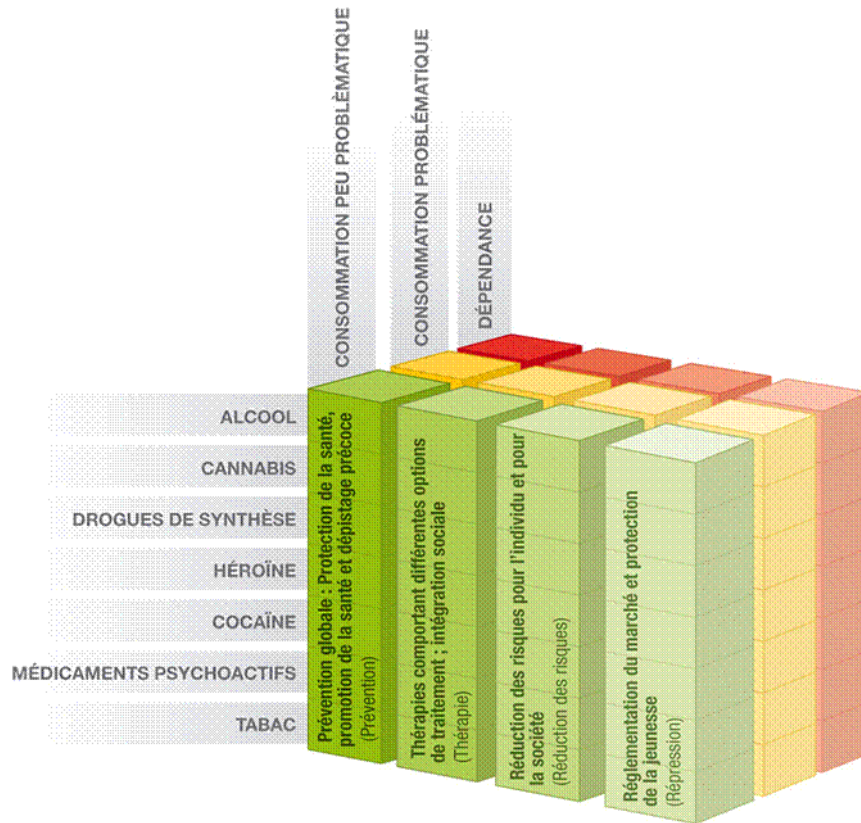 CONSOMMATION PEU PROBLÈMATIQUE
CONSOMMATION PROBLÉMATIQUE
DÉPENDANCE
ALCOOL
CANNABIS
DROGUES DE SYNTHÈSE
HÉROÏNE
COCAÏNE
MÉDICAMENTS PSYCHOACTIFS
TABAC
Prévention globale : Protection de la santé,
promotion de la santé et dépistage précoce
(Prévention)
Thérapies comportant différentes options
de traitement ; intégration sociale
(Thérapie)
Réduction des risques pour l'individu et pour
la société
(Réduction des risques)
Réglementation du marché et protection
de la jeunesse
(Répression)